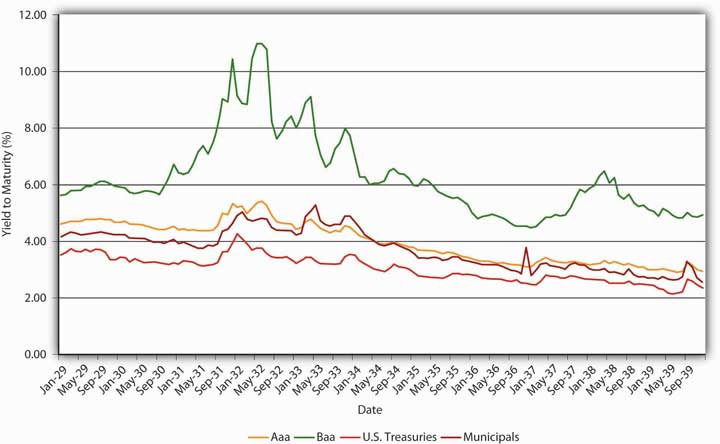 12.00
10.00
8.00
6.00
4.00
2.00
0.00
Yield to Maturity (%)
Jan-29
May-29
Sep-29
Jan-30
May-30
Sep-30
Jan-31
May-31
Sep-31
Jan-32
May-32
Sep-32
Jan-33
May-33
Sep-33
Jan-34
May-34
Sep-34
Jan-35
May-35
Sep-35
Jan-36
May-36
Sep-36
Jan-37
May-37
Sep-37
Jan-38
May-38
Sep-38
Jan-39
May-39
Sep-39
Date
Aaa Baa U.S. Treasuries Municipals